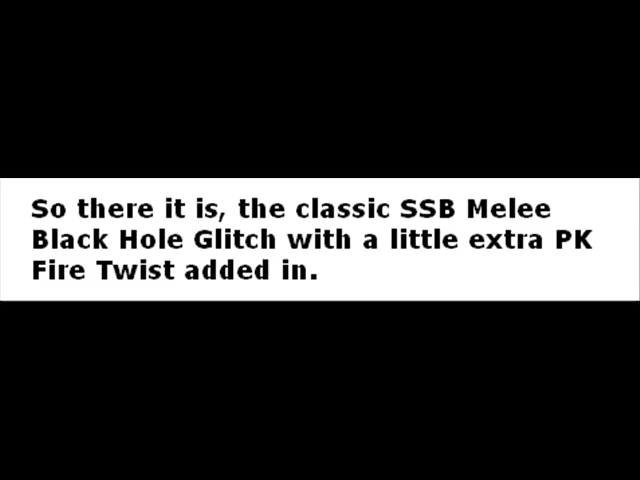 So there it is, the classic SSB Melee
Black Hole Glitch with a little extra PK
Fire Twist added in.